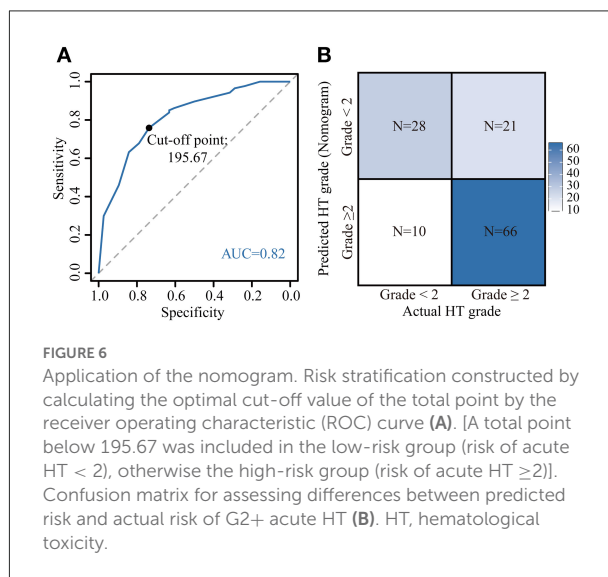 A
1.0
0.8
0.6
0.4
0.2
0.0
Sensitivity
Cut-off point:
195.67
AUC=0.82
1.0 0.8 0.6 0.4 0.2 0.0
Specificity
B
Predicted HT grade (Nomogram)
Grade < 2
Grade ≥2
N=28 N=21
N=10 N=66
60
50
40
30
20
10
Grade < 2 Grade ≥ 2
Actual HT grade
FIGURE 6
Application of the nomogram. Risk stratification constructed by
calculating the optimal cut-off value of the total point by the
receiver operating characteristic (ROC) curve (A). [A total point
below 195.67 was included in the low-risk group (risk of acute
HT < 2), otherwise the high-risk group (risk of acute HT ≥2)].
Confusion matrix for assessing differences between predicted
risk and actual risk of G2+ acute HT (B). HT, hematological
toxicity.